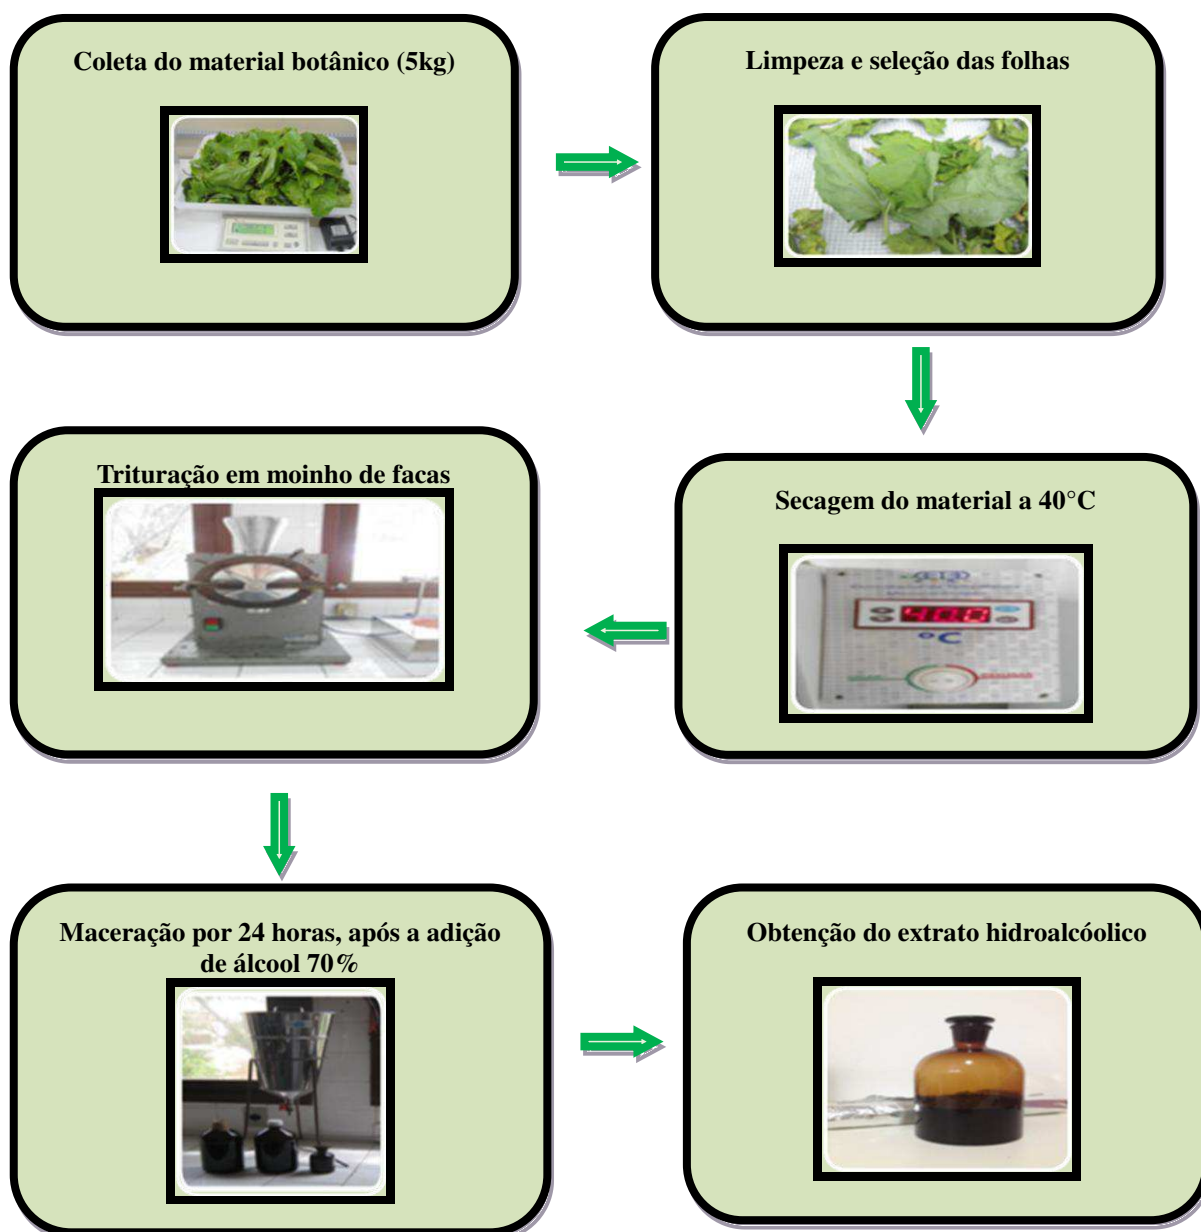 Coleta do material botânico (5kg)
Limpeza e seleção das folhas
Secagem do material a 40°C
40.0
°C
Trituração em moinho de facas
Maceração por 24 horas, após a adição
de álcool 70%
Obtenção do extrato hidroalcóolico